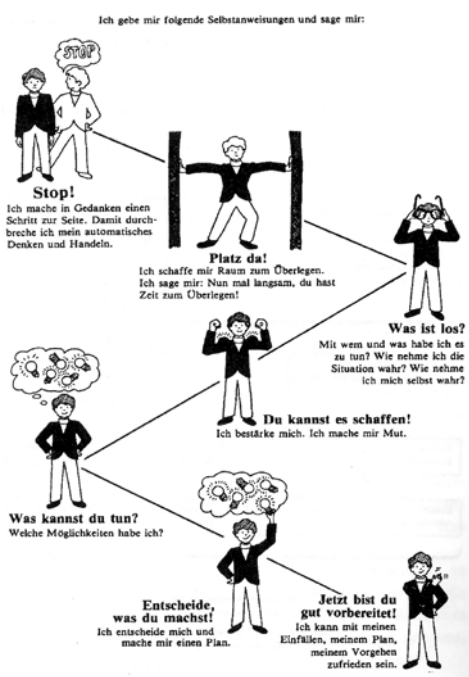 Ich gebe mir folgende Selbstanweisungen und sage mir:
STOP
Stop!
Ich mache in Gedanken einen
Schritt zur Seite. Damit durch-
breche ich mein automatisches
Denken und Handeln.
Platz da!
Ich schaffe mir Raum zum Überlegen.
Ich sage mir: Nun mal langsam, du hast
Zeit zum Überlegen!
Was ist los?
Mit wem und was habe ich es
zu tun? Wie nehme ich die
Situation wahr? Wie nehme
ich mich selbst wahr?
Du kannst es schaffen!
Ich bestärke mich. Ich mache mir Mut.
Was kannst du tun?
Welche Möglichkeiten habe ich?
Entscheide,
was du machst!
Ich entscheide mich und
mache mir einen Plan.
Jetzt bist du
gut vorbereitet!
Ich kann mit meinen
Einfällen, meinem Plan,
meinem Vorgehen
zufrieden sein.